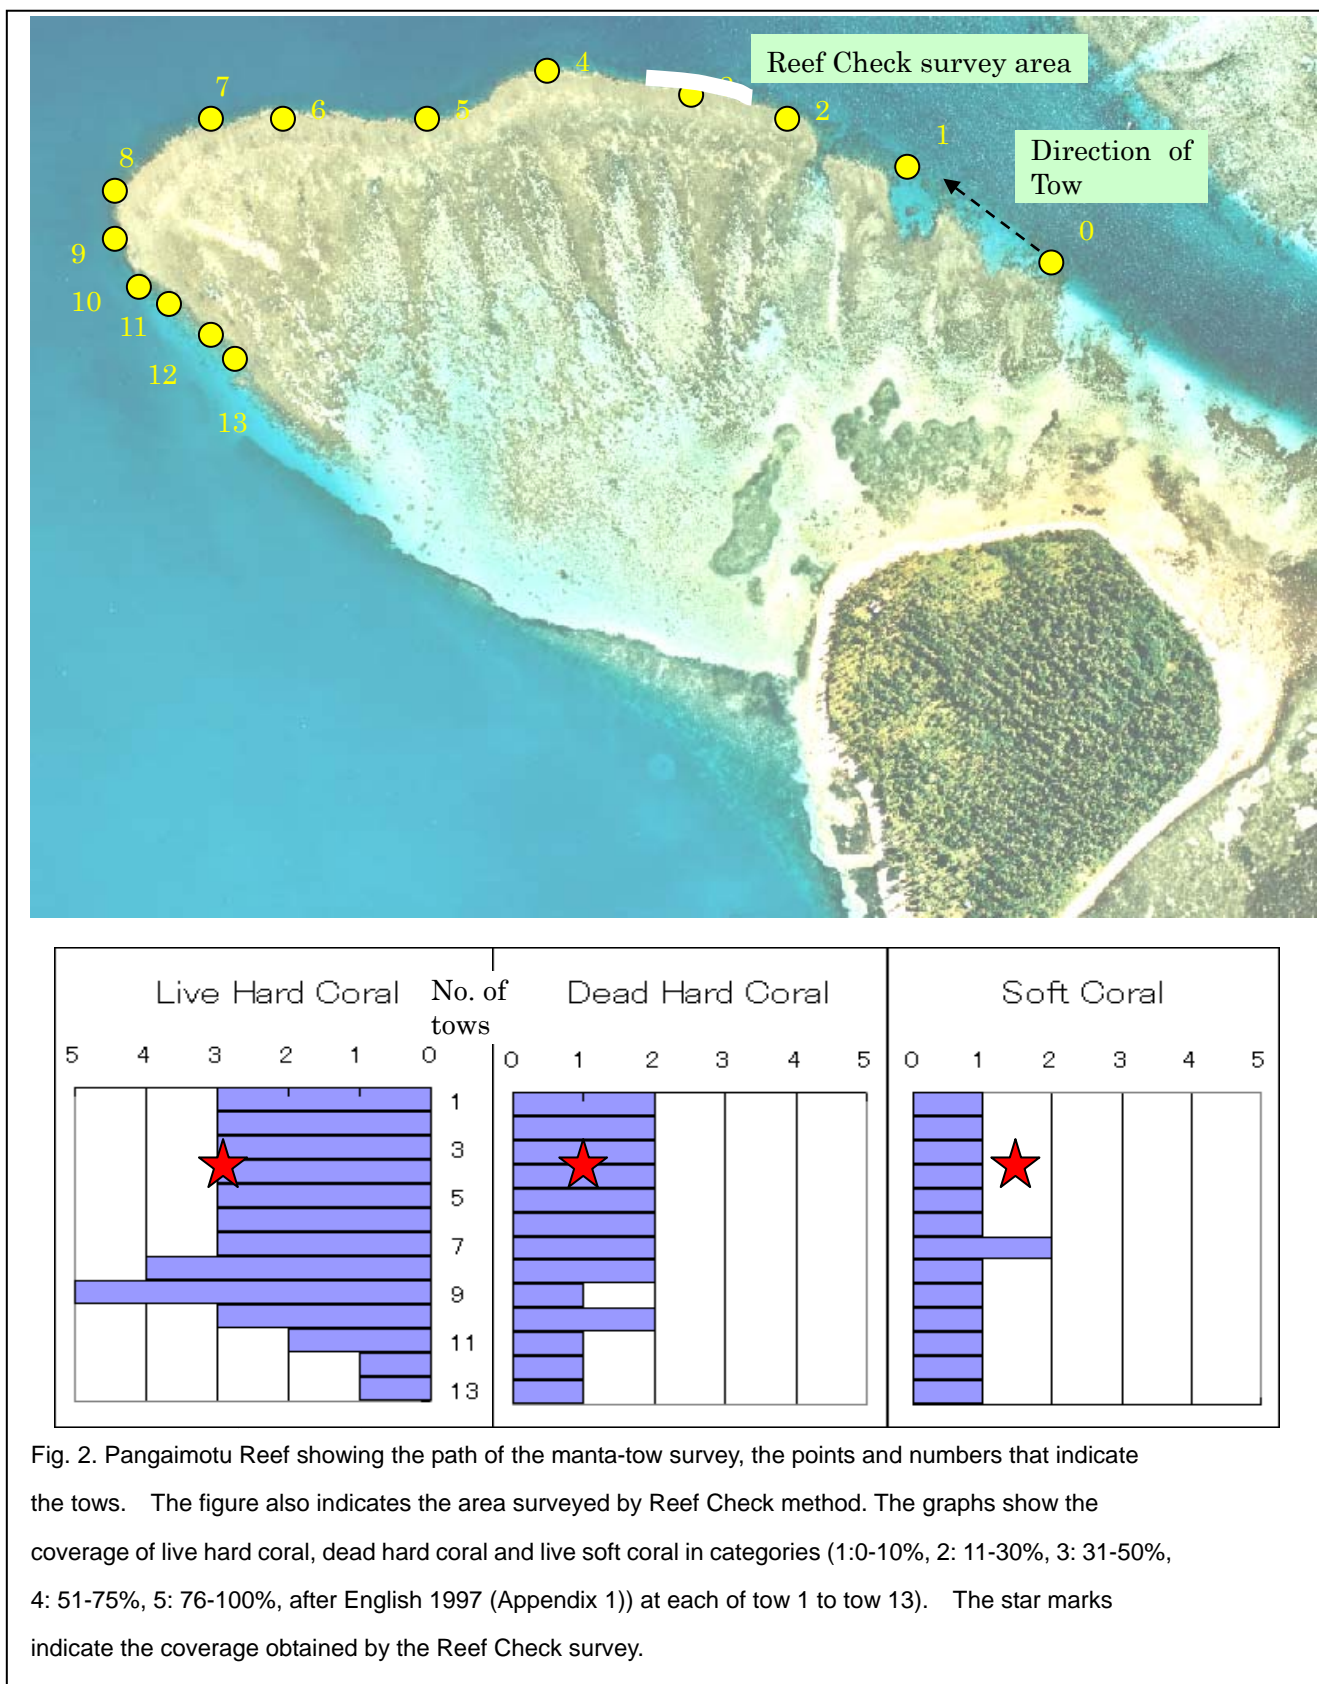 Reef Check survey area
4
7
6
5
3
2
1
Direction of
Tow
8
0
9
10
11
12
13
Live Hard Coral
No. of
tows
Dead Hard Coral
Soft Coral
5 4 3 2 1 0
0 1 2 3 4 5
0 1 2 3 4 5
1
3
5
7
9
11
13
Fig. 2. Pangaimotu Reef showing the path of the manta-tow survey, the points and numbers that indicate
the tows. The figure also indicates the area surveyed by Reef Check method. The graphs show the
coverage of live hard coral, dead hard coral and live soft coral in categories (1:0-10%, 2: 11-30%, 3: 31-50%,
4: 51-75%, 5: 76-100%, after English 1997 (Appendix 1)) at each of tow 1 to tow 13). The star marks
indicate the coverage obtained by the Reef Check survey.